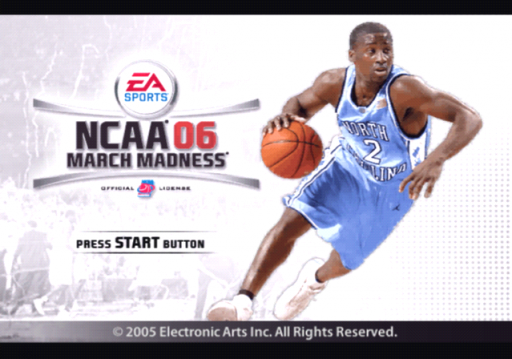 EA
SPORTS
NCAA 06
MARCH MADNESS
OFFICIAL LICENSE
PRESS START BUTTON
NORTH
2
CAROLINA
© 2005 Electronic Arts Inc. All Rights Reserved.